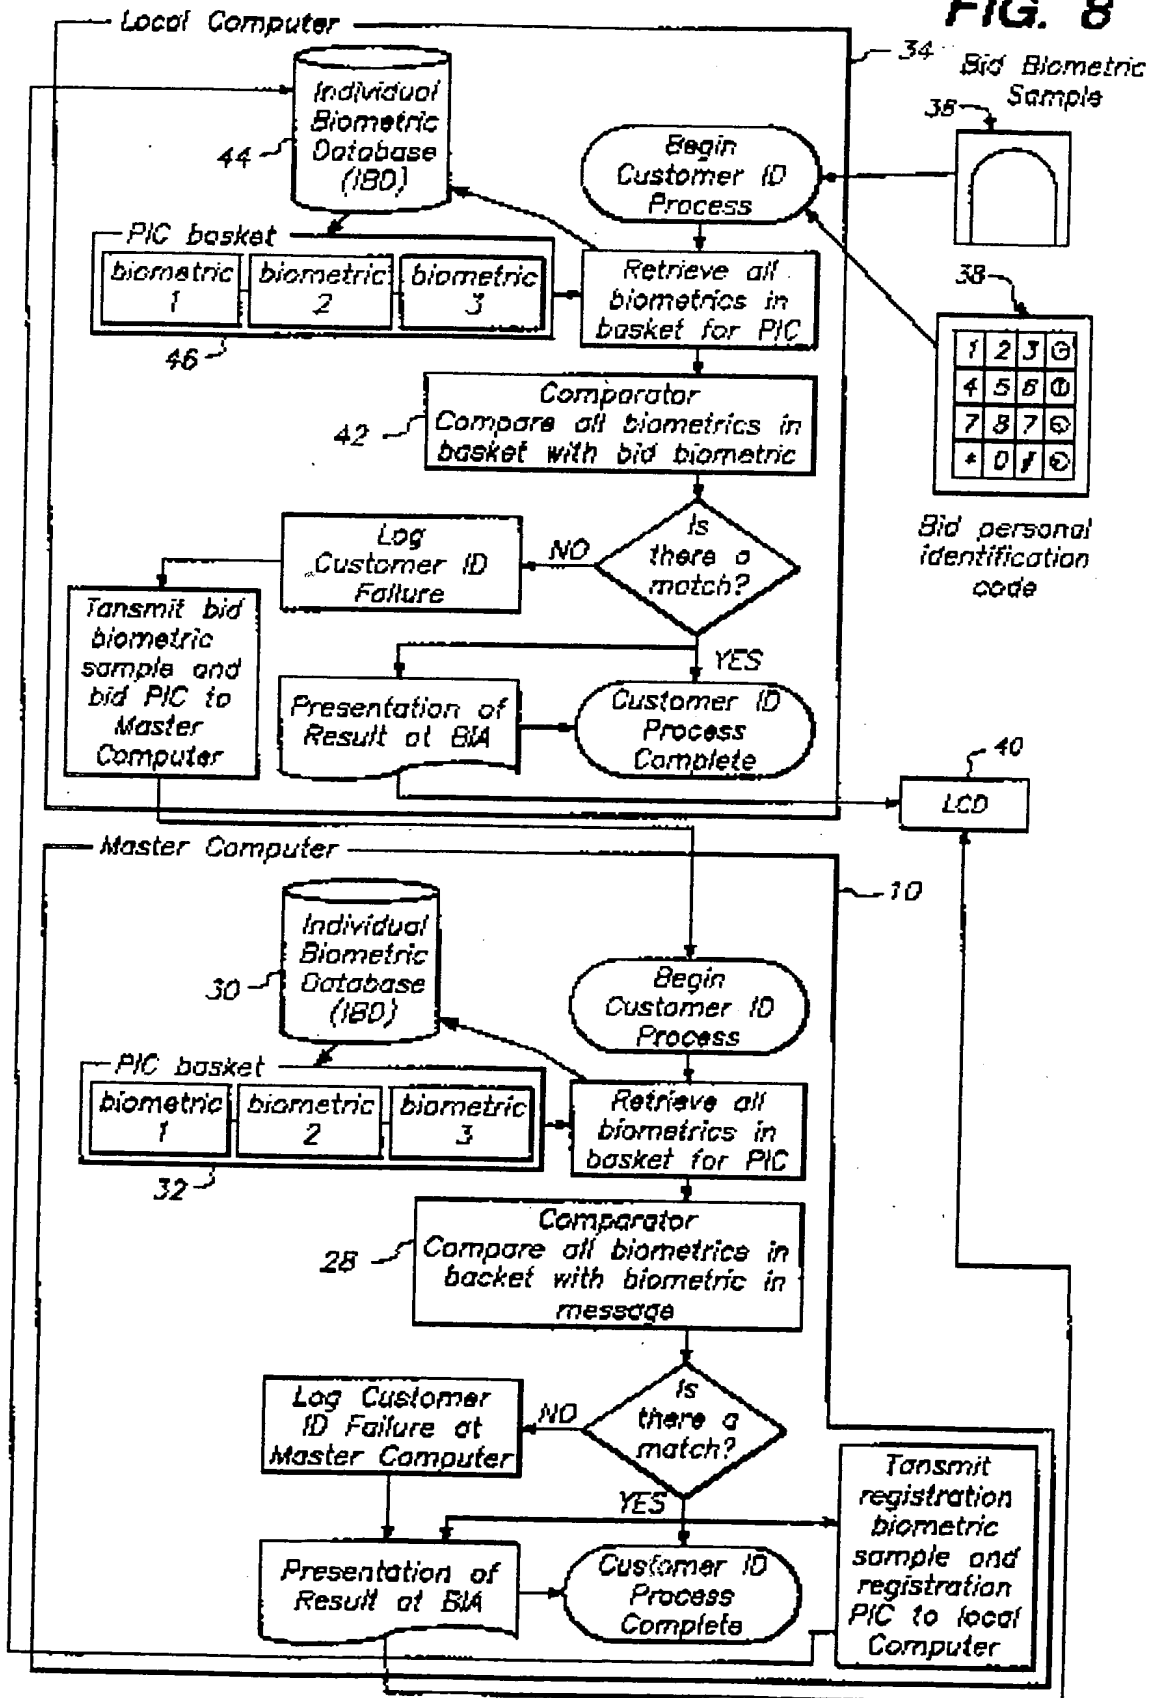 FIG. 8
Local Computer
34
Bid Biometric
Sample
38
Individual
Biometric
Database
(IBD)
44
Begin
Customer ID
Process
PIC basket
biometric
1
biometric
2
biometric
3
46
Retrieve all
biometrics in
basket for PIC
38
1 2 3
4 5 6
7 8 7
* 0 #
Bid personal
identification
code
Comparator
Compare all biometrics in
basket with bid biometric
42
Is
there a
match?
NO
YES
Log
Customer ID
Failure
Tansmit bid
biometric
sample and
bid PIC to
Master
Computer
Presentation of
Result at BIA
Customer ID
Process
Complete
40
LCD
Master Computer
10
Individual
Biometric
Database
(IBD)
30
Begin
Customer ID
Process
PIC basket
biometric
1
biometric
2
biometric
3
32
Retrieve all
biometrics in
basket for PIC
Comparator
Compare all biometrics in
backet with biometric in
message
28
Is
there a
match?
NO
YES
Log Customer
ID Failure at
Master Computer
Presentation of
Result at BIA
Customer ID
Process
Complete
Tansmit
registration
biometric
sample and
registration
PIC to local
Computer